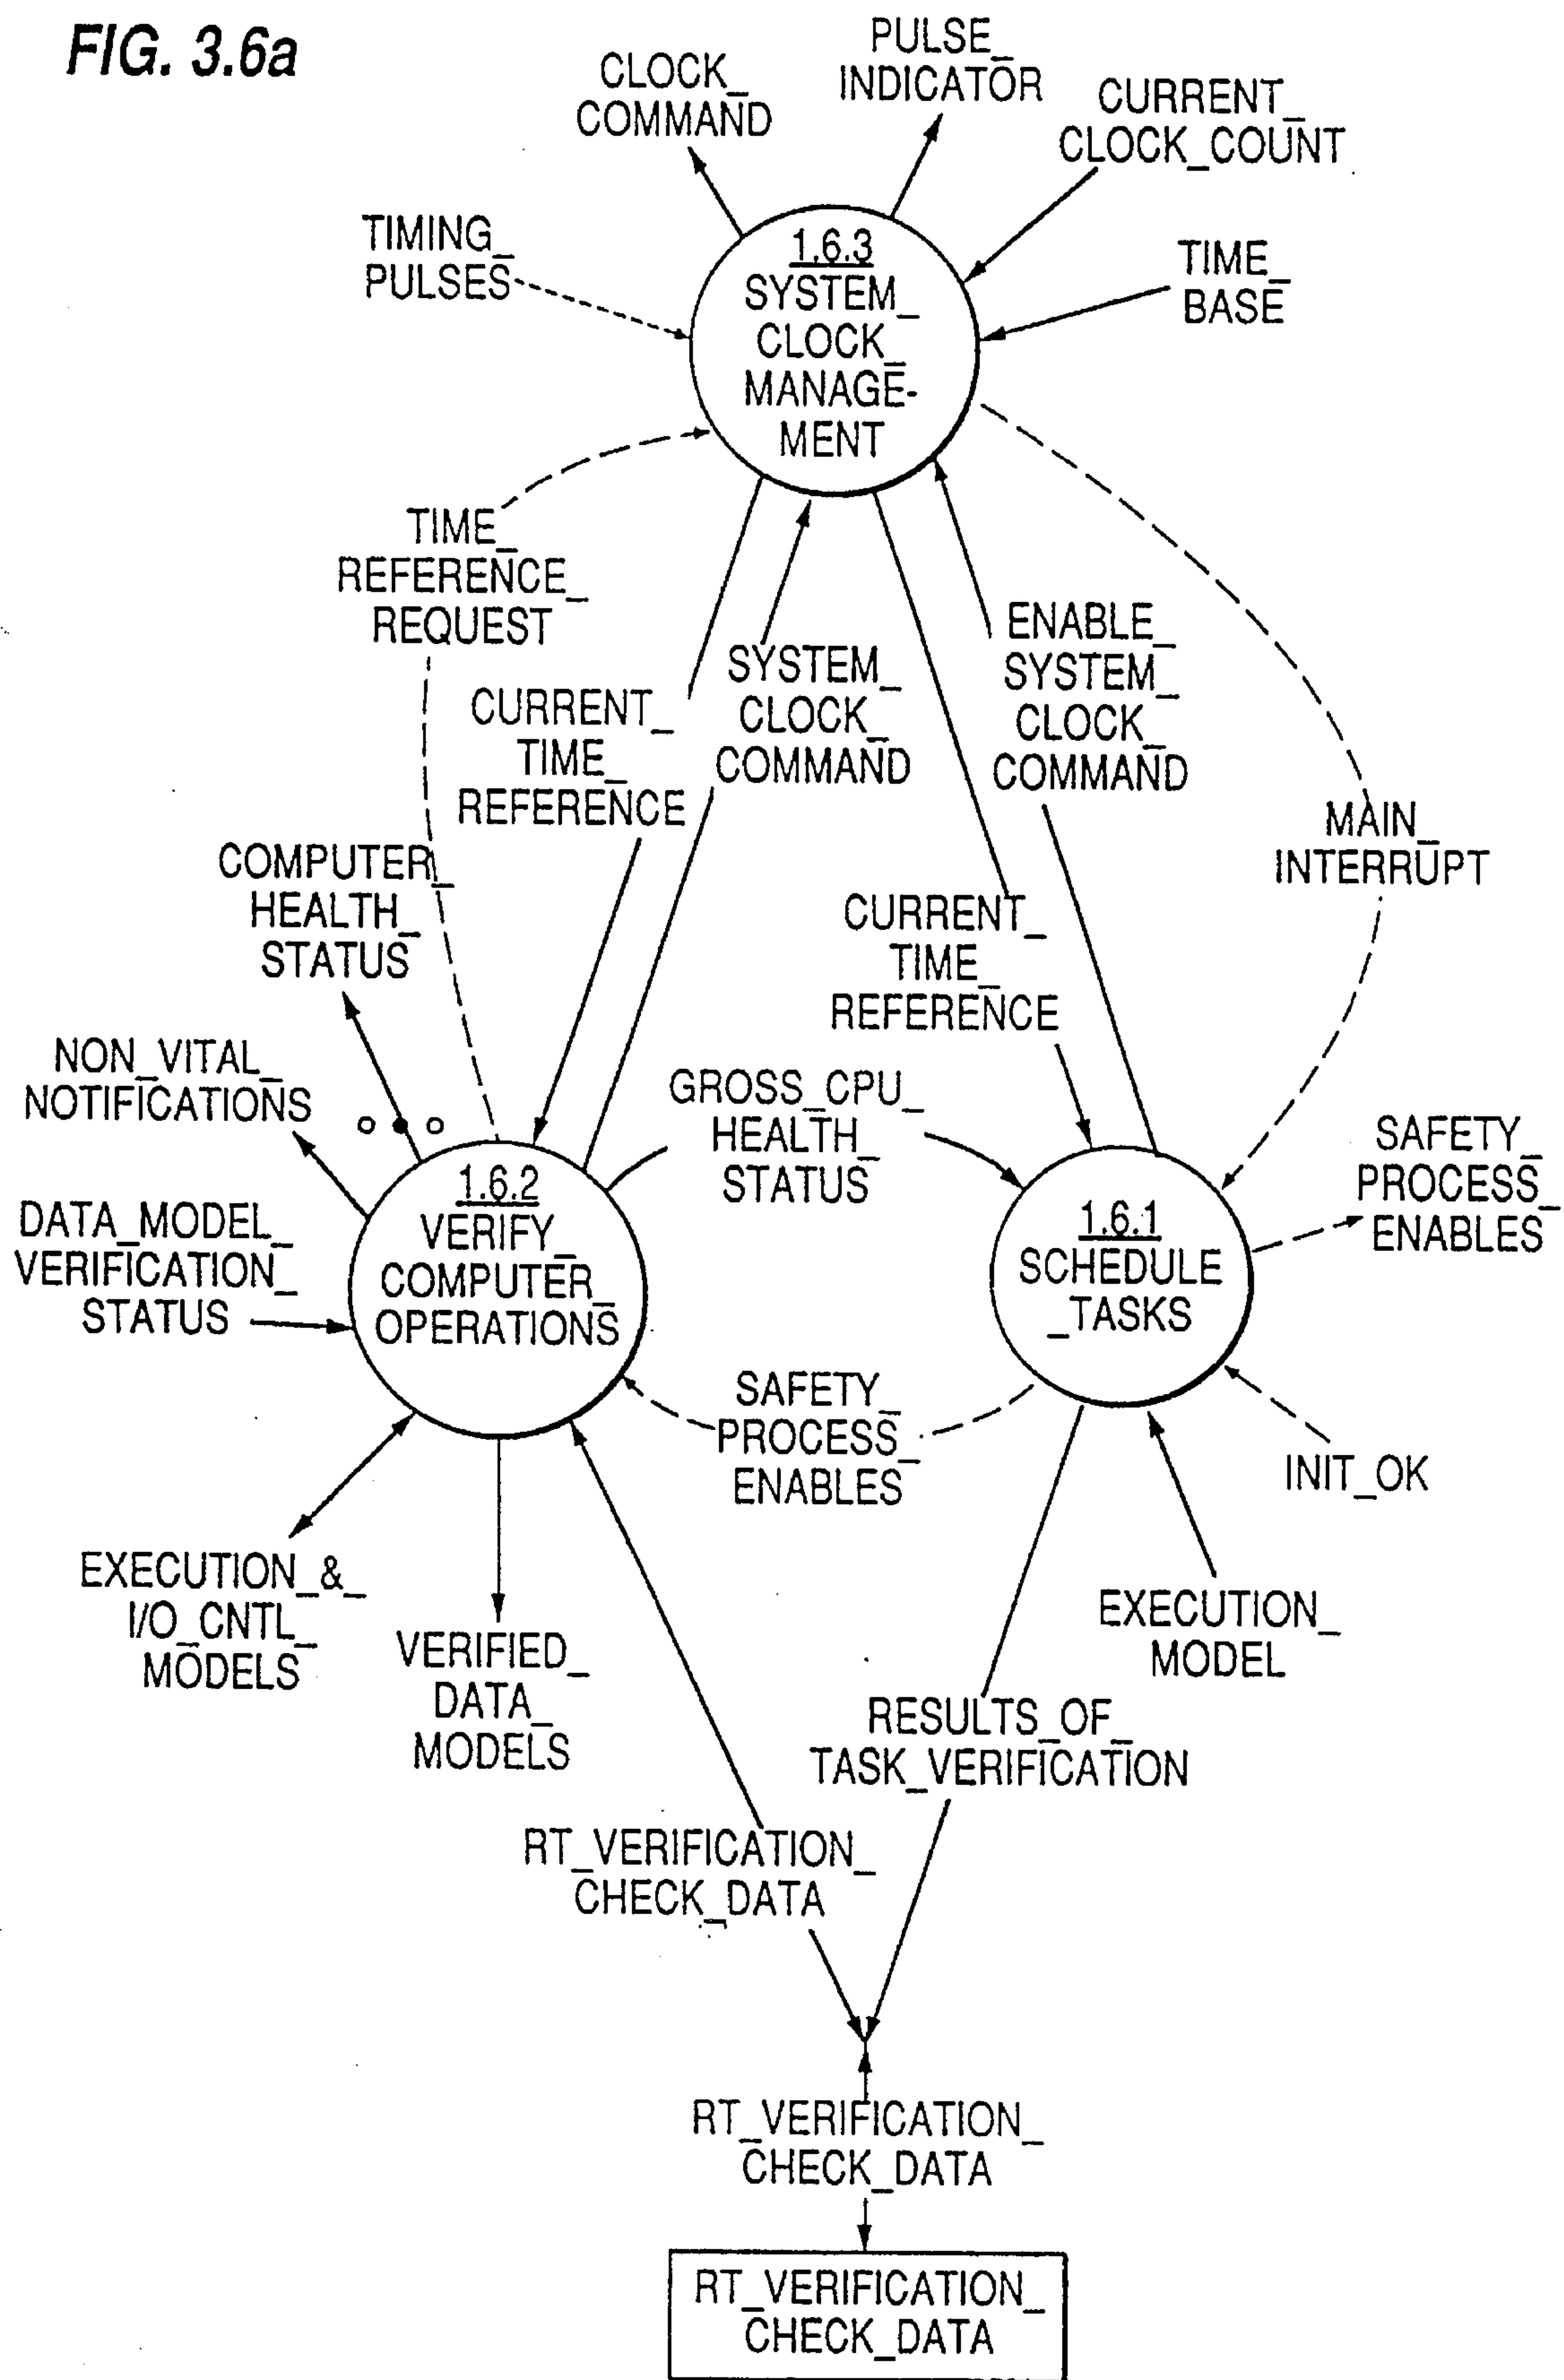 FIG. 3.6a
CLOCK_
COMMAND
PULSE_
INDICATOR
CURRENT_
CLOCK_COUNT
TIMING_
PULSES
1.6.3
SYSTEM_
CLOCK_
MANAGE-
MENT
TIME_
BASE
TIME_
REFERENCE_
REQUEST
CURRENT_
TIME_
REFERENCE
SYSTEM_
CLOCK_
COMMAND
ENABLE_
SYSTEM_
CLOCK_
COMMAND
MAIN_
INTERRUPT
COMPUTER_
HEALTH_
STATUS
CURRENT_
TIME_
REFERENCE
NON_VITAL_
NOTIFICATIONS
GROSS_CPU_
HEALTH_
STATUS
SAFETY_
PROCESS_
ENABLES
DATA_MODEL_
VERIFICATION_
STATUS
1.6.2
VERIFY_
COMPUTER_
OPERATIONS
1.6.1
SCHEDULE
_TASKS
SAFETY_
PROCESS_
ENABLES
INIT_OK
EXECUTION_&_
I/O_CNTL_
MODELS
VERIFIED_
DATA_
MODELS
EXECUTION_
MODEL
RESULTS_OF_
TASK_VERIFICATION
RT_VERIFICATION_
CHECK_DATA
RT_VERIFICATION_
CHECK_DATA
RT_VERIFICATION_
CHECK_DATA